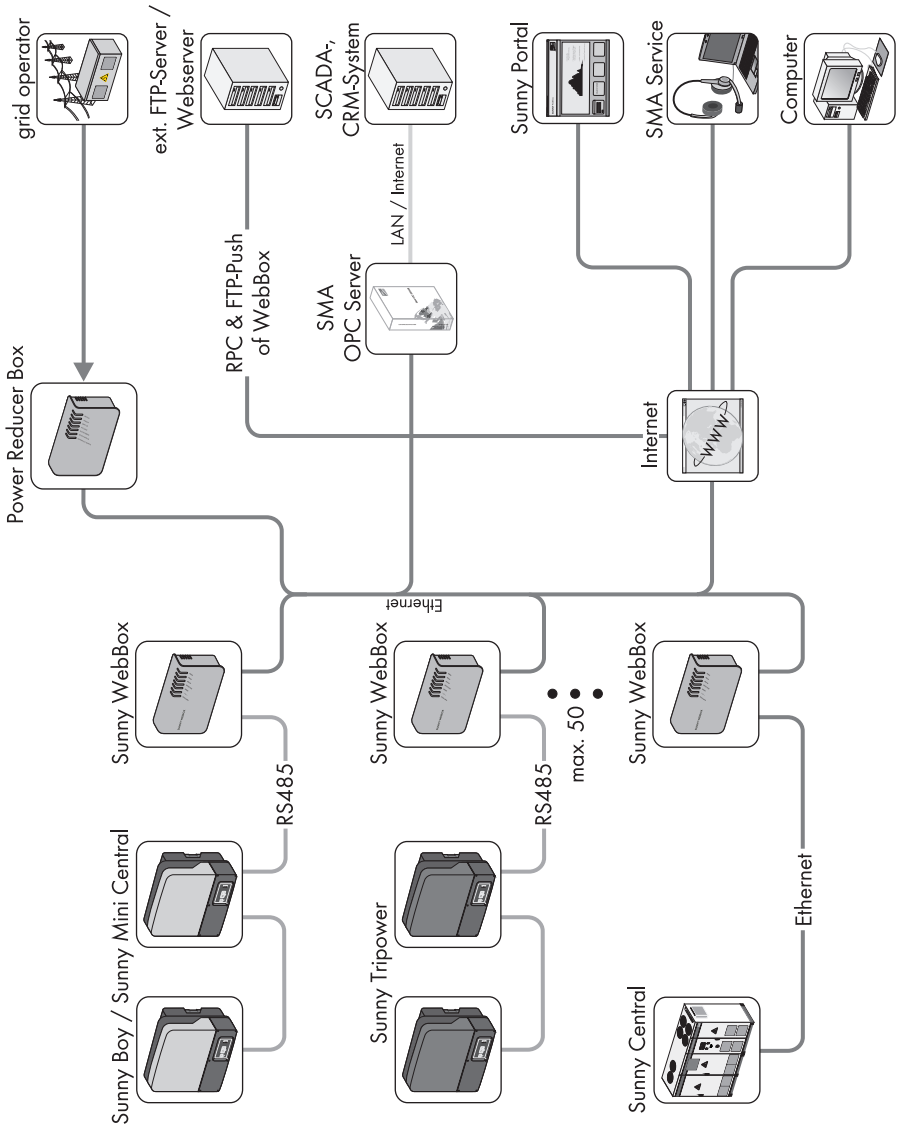 grid operator
ext. FTP-Server /
Webserver
SCADA-,
CRM-System
Sunny Portal
SMA Service
Computer
LAN / Internet
RPC & FTP-Push
of WebBox
SMA
OPC Server
Power Reducer Box
Internet
WWW
Ethernet
Sunny WebBox
Sunny WebBox
Sunny WebBox
max. 50
RS485
RS485
Ethernet
Sunny Boy / Sunny Mini Central
Sunny Tripower
Sunny Central